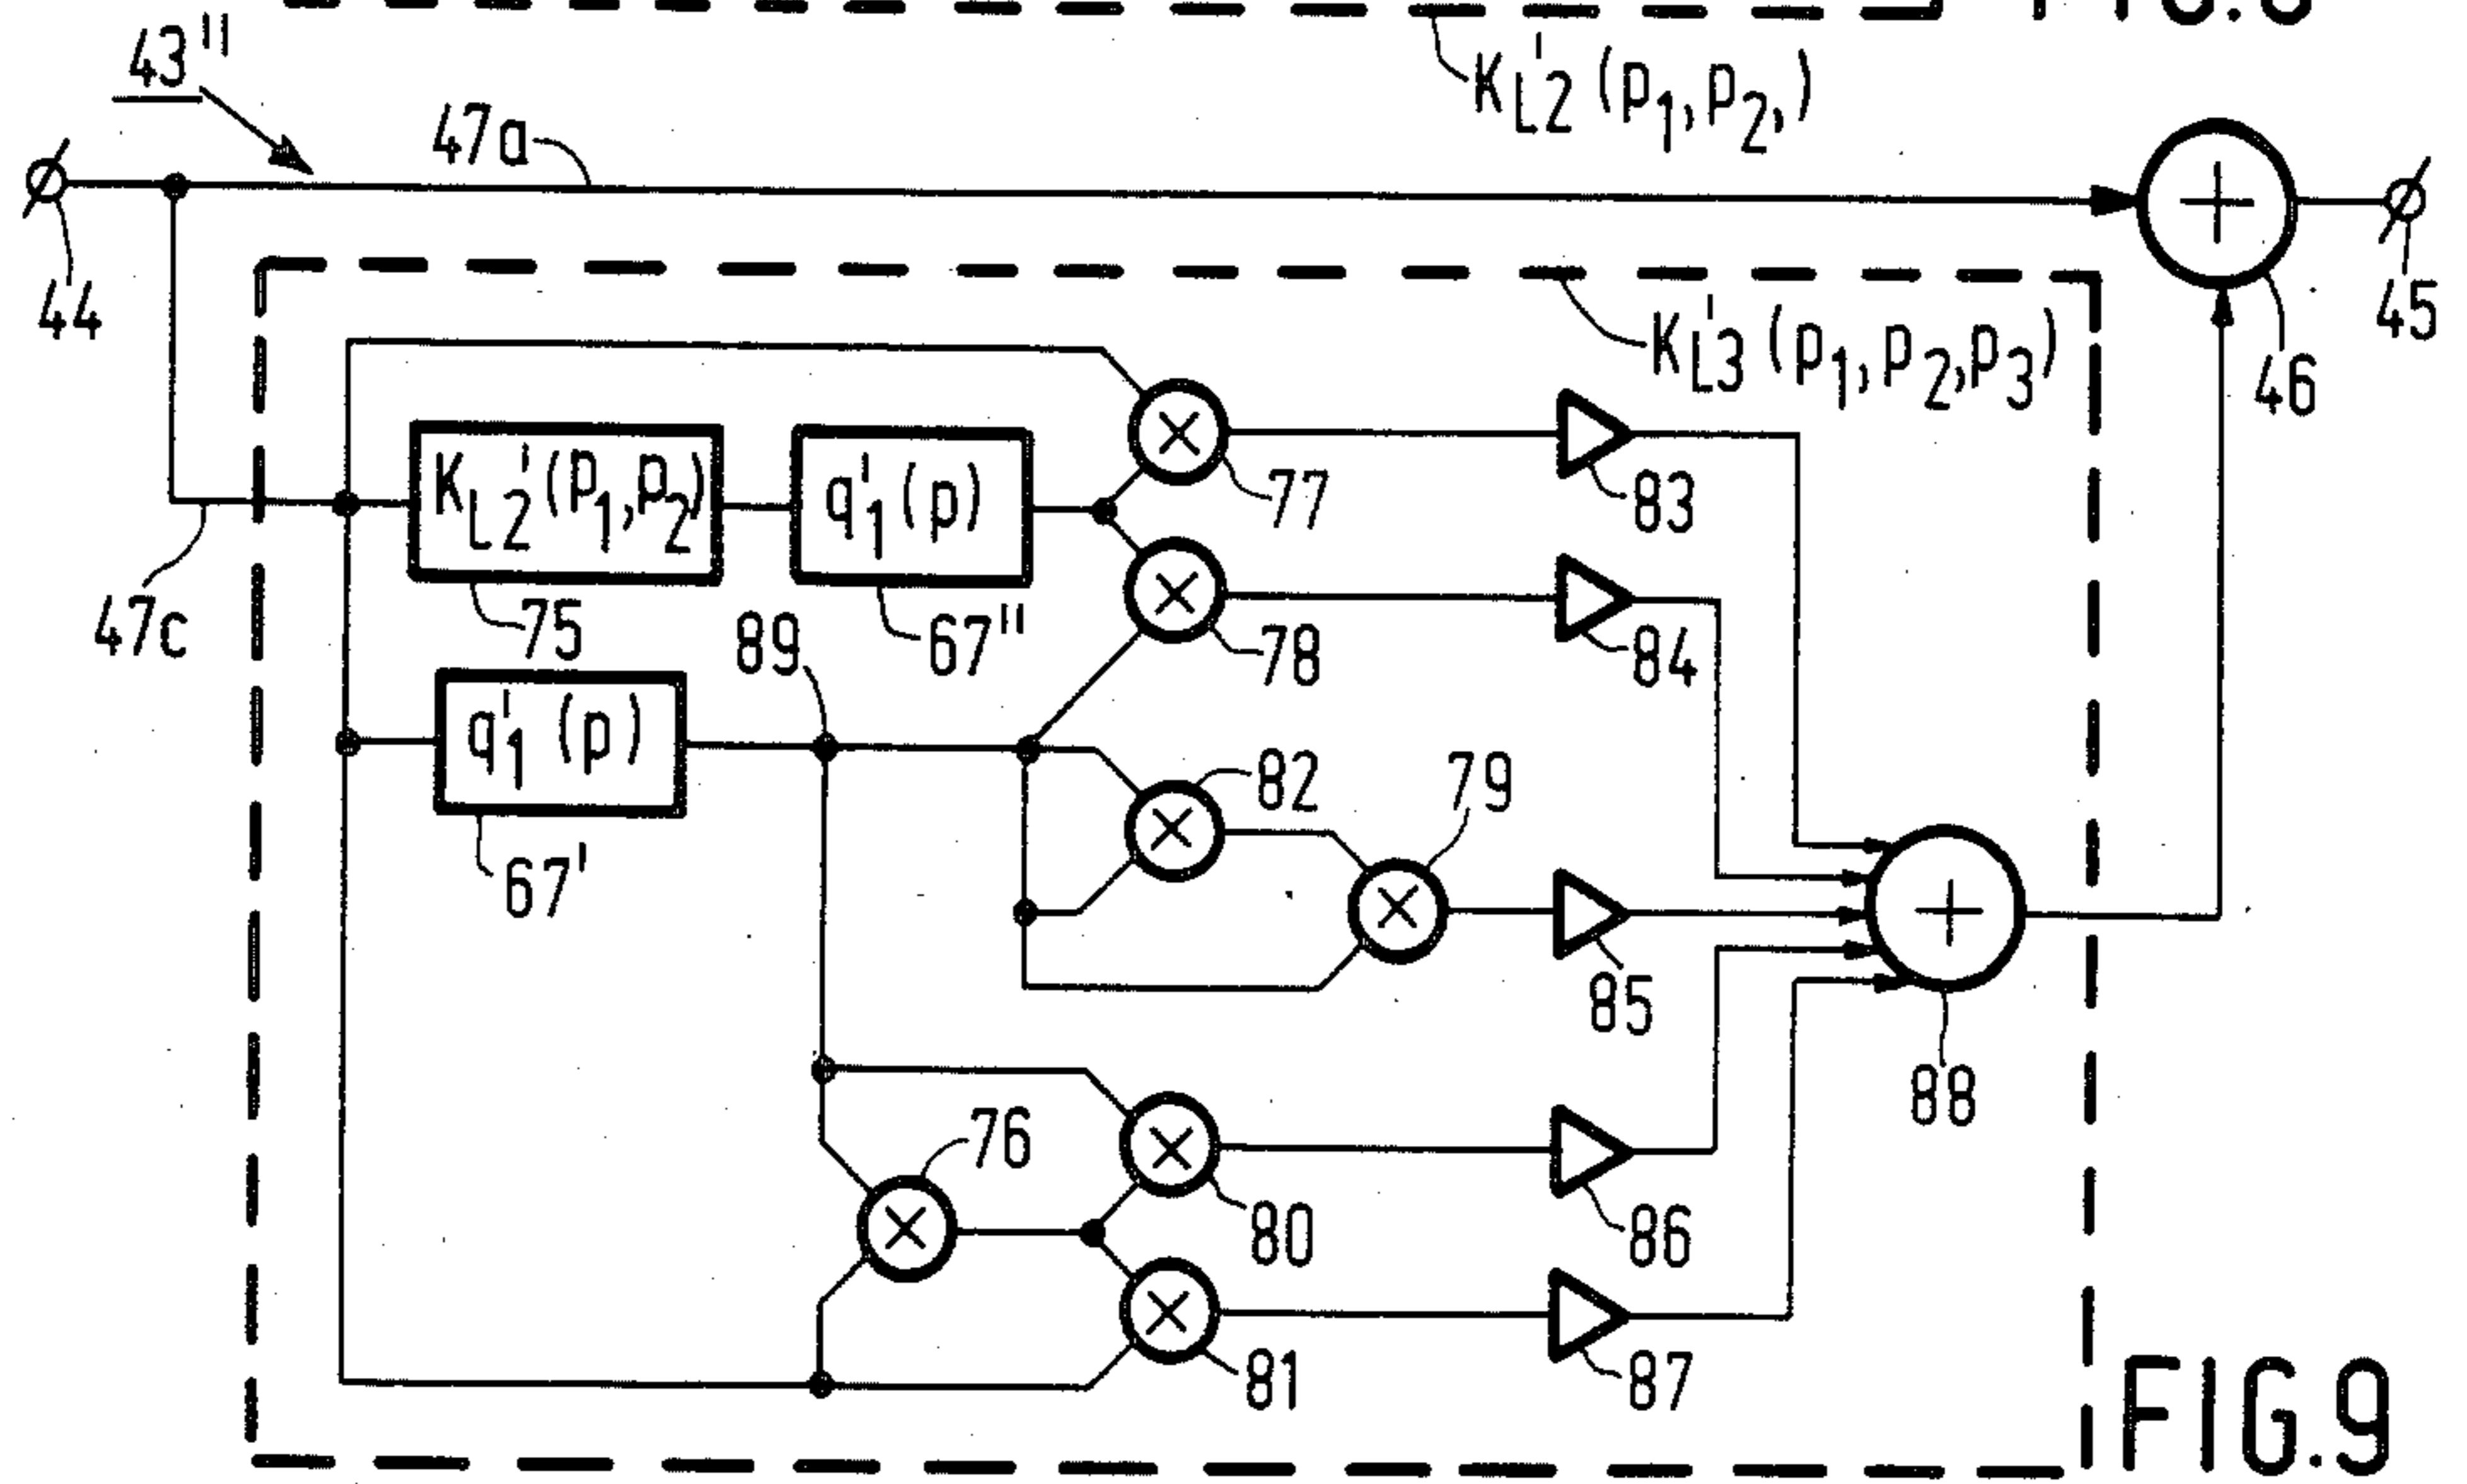 43"
K'L2 (p1, p2,)
47a
44
45
46
K'L3 (p1, p2, p3)
KL2'(P1, P2)
q'1 (p)
77
83
47c
75
67"
78
84
89
q'1 (p)
82
79
67'
85
88
76
80
86
81
87
FIG.9